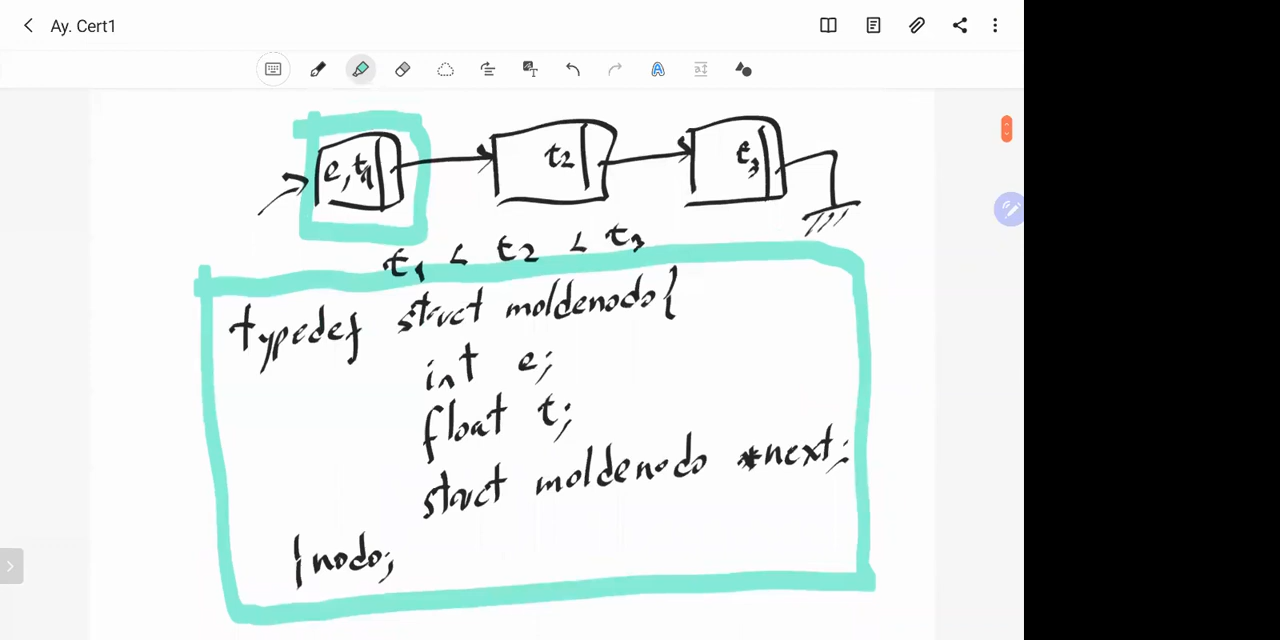 Ay. Cert1
e, t1 t2 t3
t1 < t2 < t3
typedef struct moldenodo{
int e;
float t;
struct moldenodo *next;
}nodo;